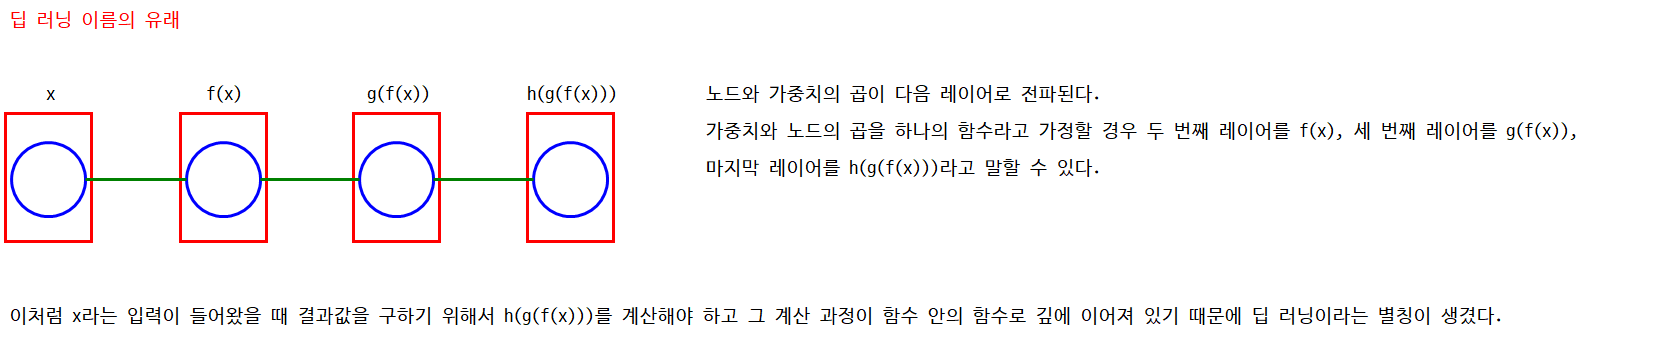 딥 러닝 이름의 유래
x f(x) g(f(x)) h(g(f(x)))
노드와 가중치의 곱이 다음 레이어로 전파된다.
가중치와 노드의 곱을 하나의 함수라고 가정할 경우 두 번째 레이어를 f(x), 세 번째 레이어를 g(f(x)),
마지막 레이어를 h(g(f(x)))라고 말할 수 있다.
이처럼 x라는 입력이 들어왔을 때 결과값을 구하기 위해서 h(g(f(x)))를 계산해야 하고 그 계산 과정이 함수 안의 함수로 깊에 이어져 있기 때문에 딥 러닝이라는 별칭이 생겼다.